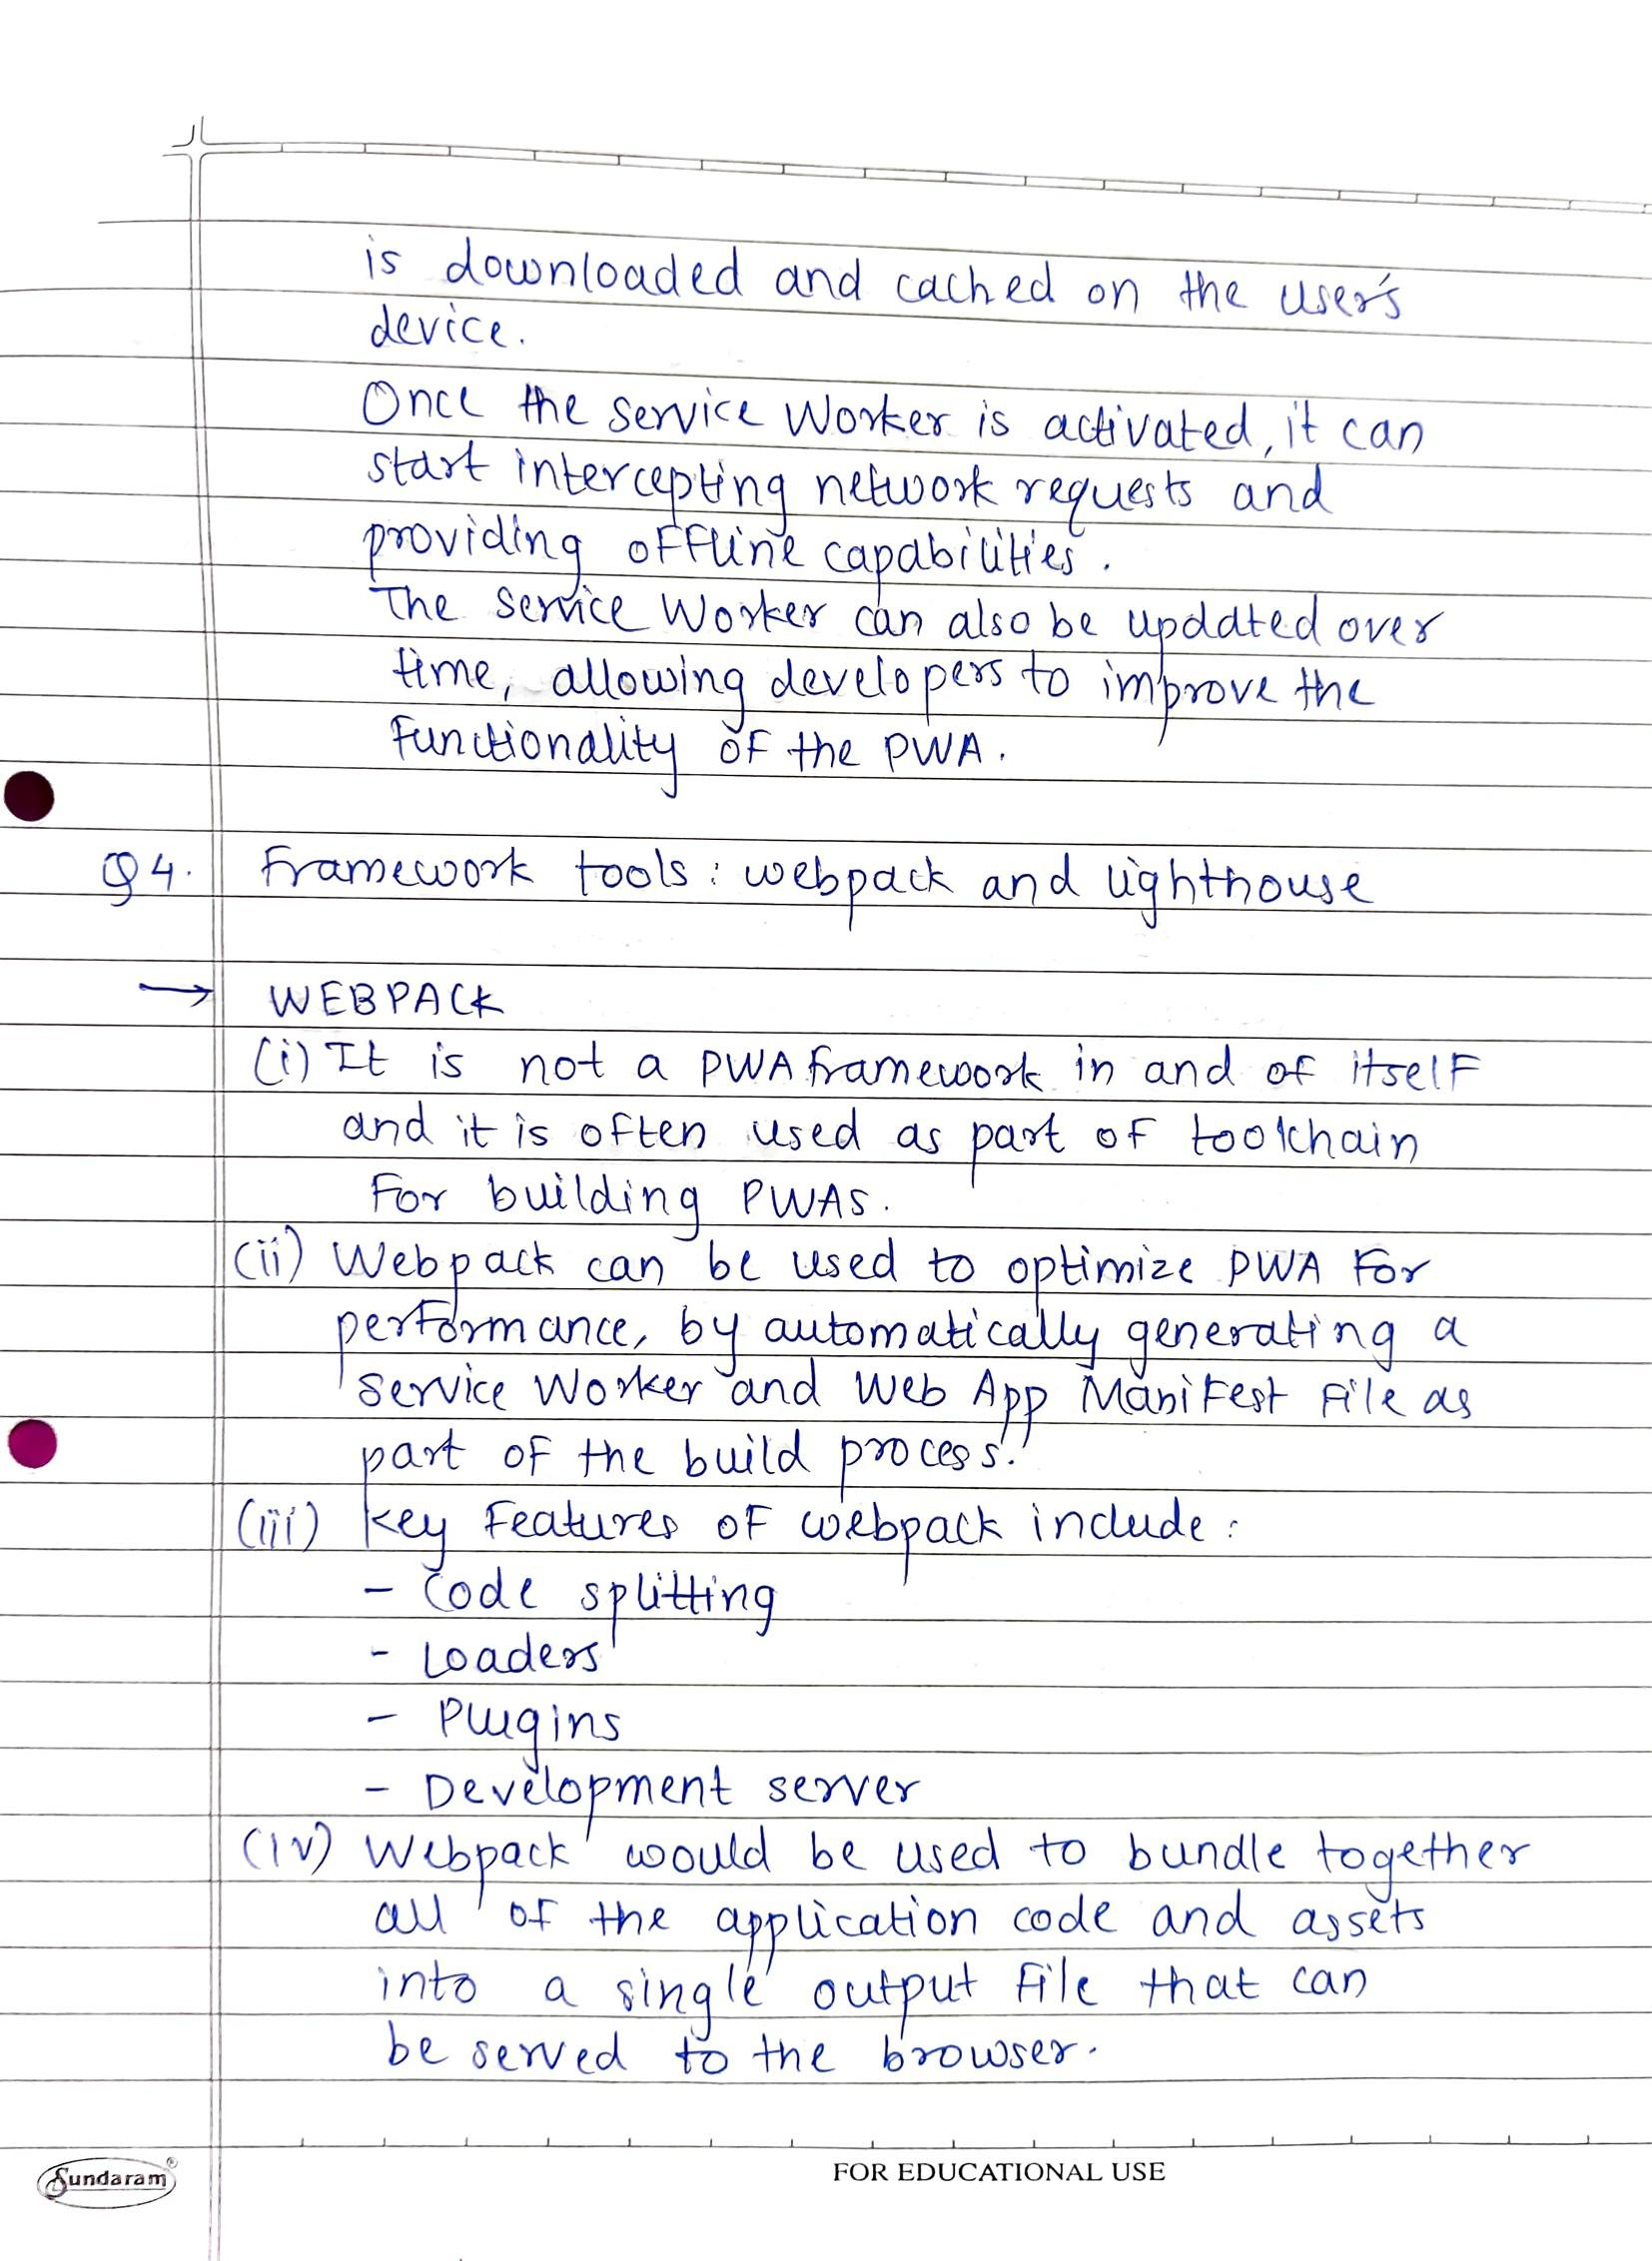 is downloaded and cached on the user's
device.
Once the service Worker is activated, it can
start intercepting network requests and
providing offline capabilities.
The Service Worker can also be updated over
time, allowing developers to improve the
functionality of the PWA.
Q4. Framework tools: webpack and lighthouse
→ WEBPACK
(i) It is not a PWA framework in and of itself
and it is often used as part of toolchain
For building PWAS.
(ii) Webpack can be used to optimize PWA for
performance, by automatically generating a
service Worker and Web App Manifest file as
part of the build process.
(iii) Key features of webpack include:
- Code splitting
- Loaders
- Plugins
- Development server
(iv) Webpack would be used to bundle together
all of the application code and assets
into a single output file that can
be served to the browser.
Sundaram®
FOR EDUCATIONAL USE